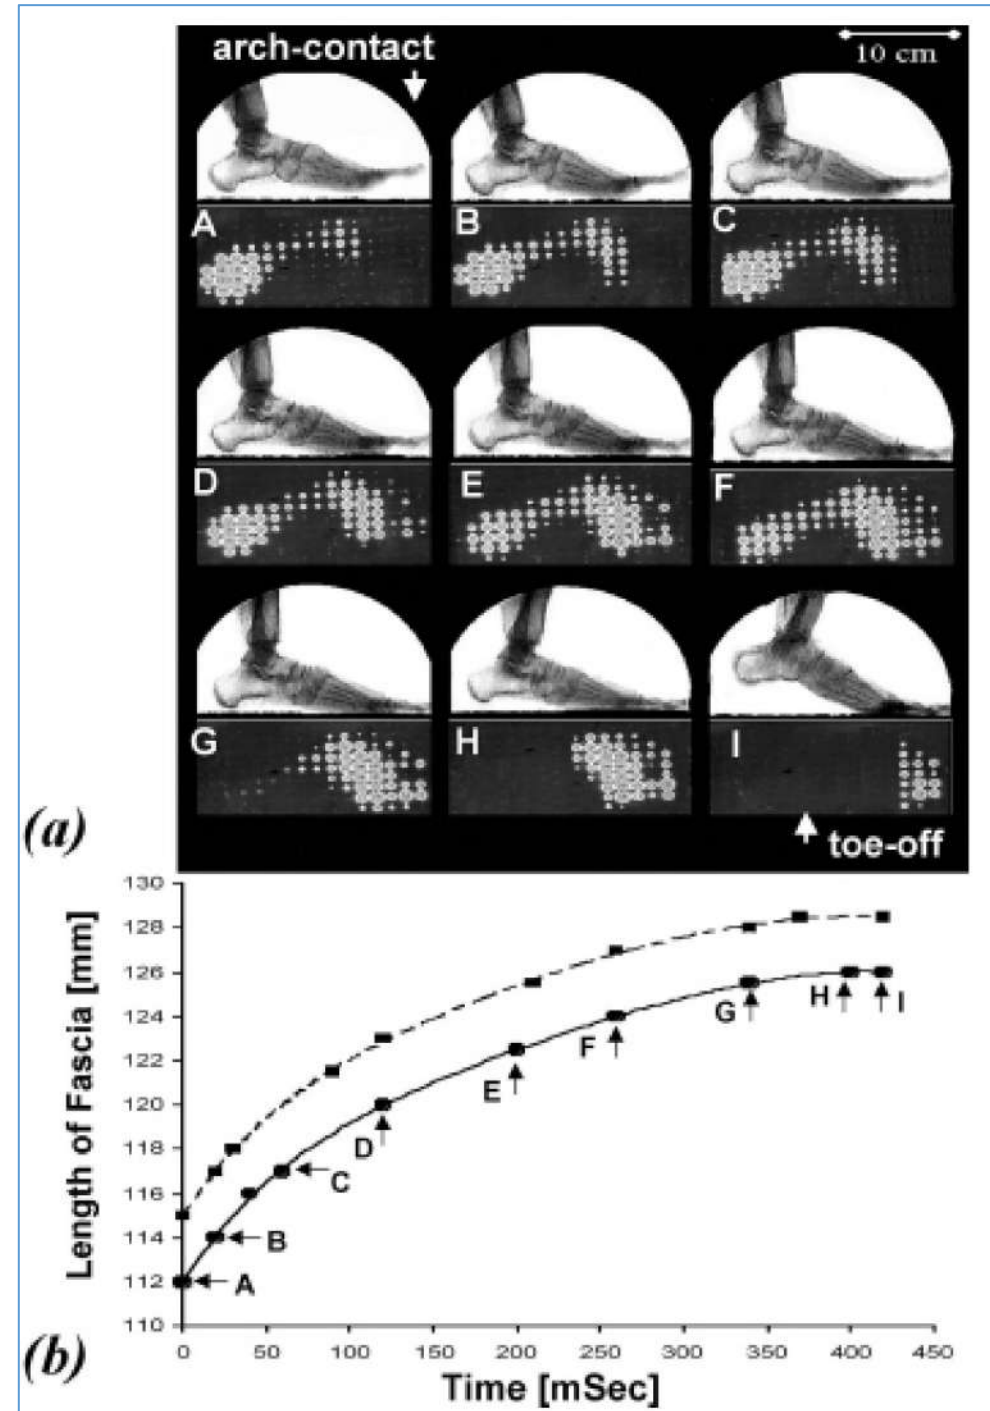 arch-contact
10 cm
A
B
C
D
E
F
G
H
I
toe-off
(a)
130
128
126
124
122
120
118
116
114
112
110
Length of Fascia [mm]
A
B
C
D
E
F
G
H
I
0
50
100
150
200
250
300
350
400
450
Time [mSec]
(b)